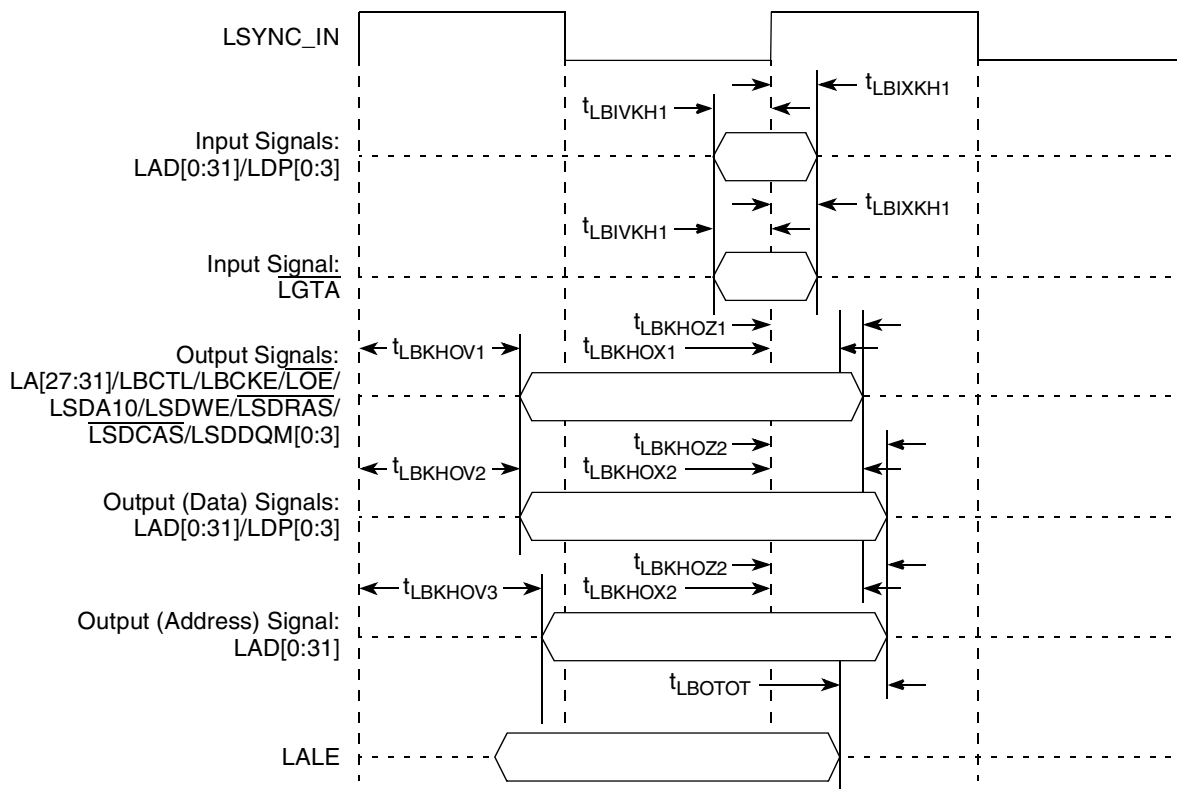 LSYNC_IN
tLBIXKH1
tLBIVKH1
Input Signals:
LAD[0:31]/LDP[0:3]
tLBIXKH1
tLBIVKH1
Input Signal:
LGTA
tLBKHOZ1
tLBKHOV1
tLBKHOX1
Output Signals:
LA[27:31]/LBCTL/LBCKE/LOE/
LSDA10/LSDWE/LSDRAS/
LSDCAS/LSDDQM[0:3]
tLBKHOZ2
tLBKHOV2
tLBKHOX2
Output (Data) Signals:
LAD[0:31]/LDP[0:3]
tLBKHOZ2
tLBKHOV3
tLBKHOX2
Output (Address) Signal:
LAD[0:31]
tLBOTOT
LALE